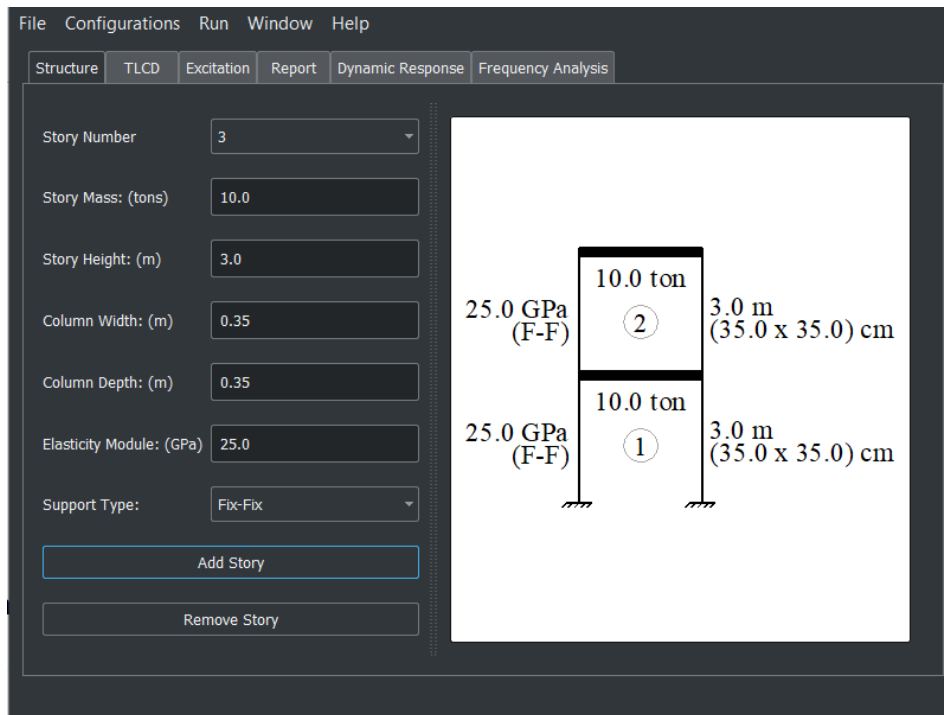 File Configurations Run Window Help
Structure TLCD Excitation Report Dynamic Response Frequency Analysis
Story Number 3
Story Mass: (tons) 10.0
Story Height: (m) 3.0
Column Width: (m) 0.35
Column Depth: (m) 0.35
Elasticity Module: (GPa) 25.0
Support Type: Fix-Fix
Add Story
Remove Story
10.0 ton
25.0 GPa
(F-F)
2
3.0 m
(35.0 x 35.0) cm
10.0 ton
25.0 GPa
(F-F)
1
3.0 m
(35.0 x 35.0) cm